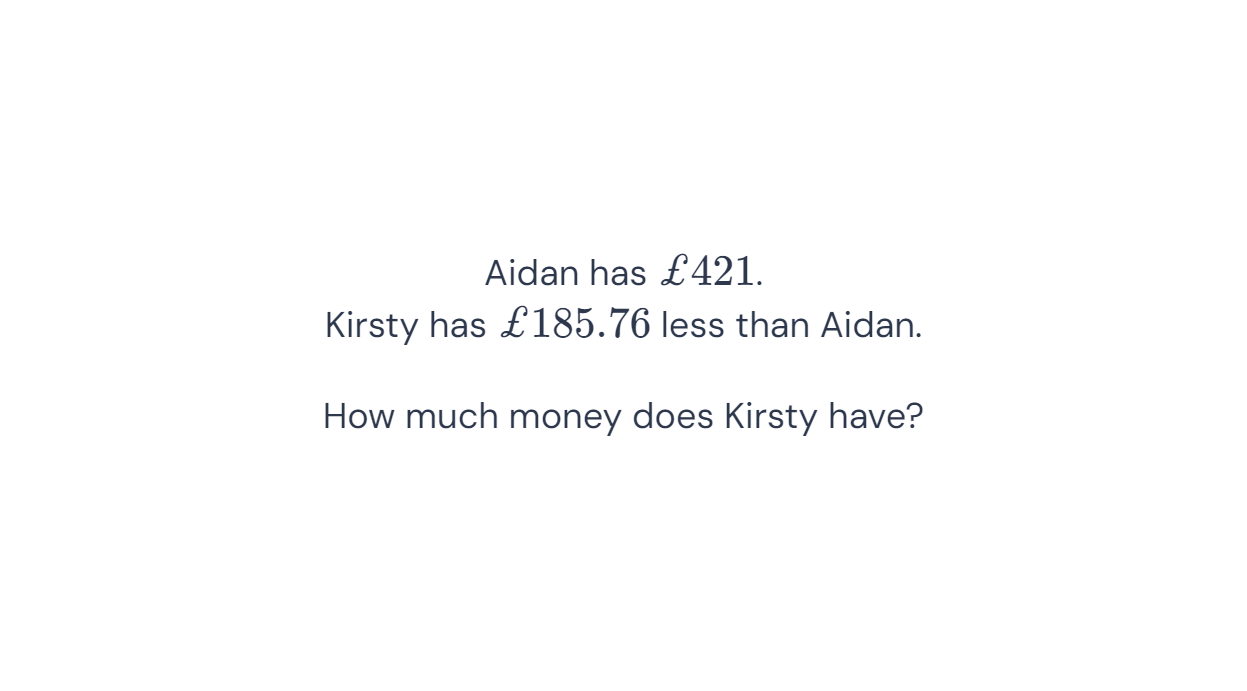 Aidan has £421.
Kirsty has £185.76 less than Aidan.
How much money does Kirsty have?